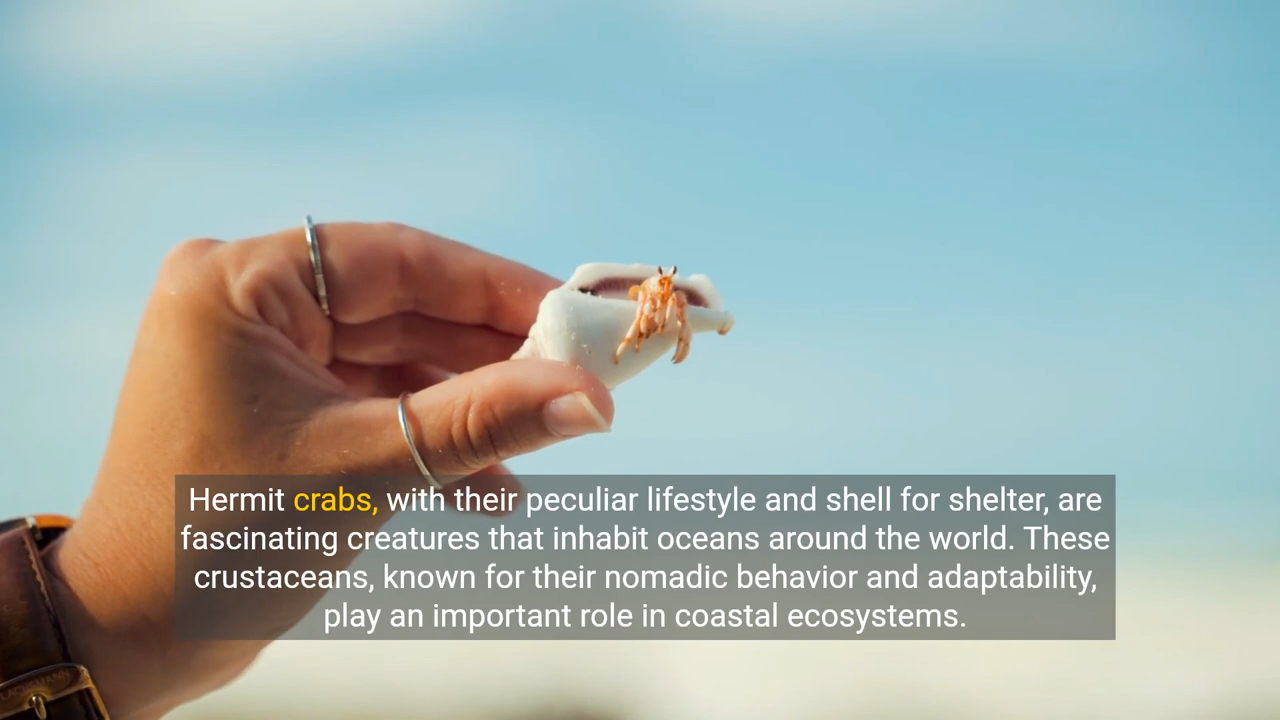 Hermit crabs, with their peculiar lifestyle and shell for shelter, are
fascinating creatures that inhabit oceans around the world. These
crustaceans, known for their nomadic behavior and adaptability,
play an important role in coastal ecosystems.